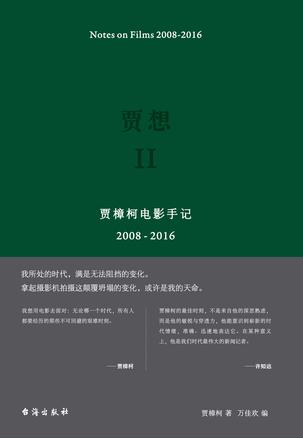 Notes on Films 2008-2016
贾想
II
贾樟柯电影手记
2008 - 2016
我所处的时代，满是无法阻挡的变化。
拿起摄影机拍摄这颠覆坍塌的变化，或许是我的天命。
我想用电影去面对：无论哪一个时代，所有人
都要经历的那些不可回避的艰难时刻。
——贾樟柯
贾樟柯的最佳时刻，不是来自他的深思熟虑，
而是他的敏锐与穿透力，他能意识到崭新的时
代情绪，准确、迅速地表达它。在某种意义
上，他是我们时代最伟大的新闻记者。
——许知远
台海出版社
贾樟柯 著 万佳欢 编